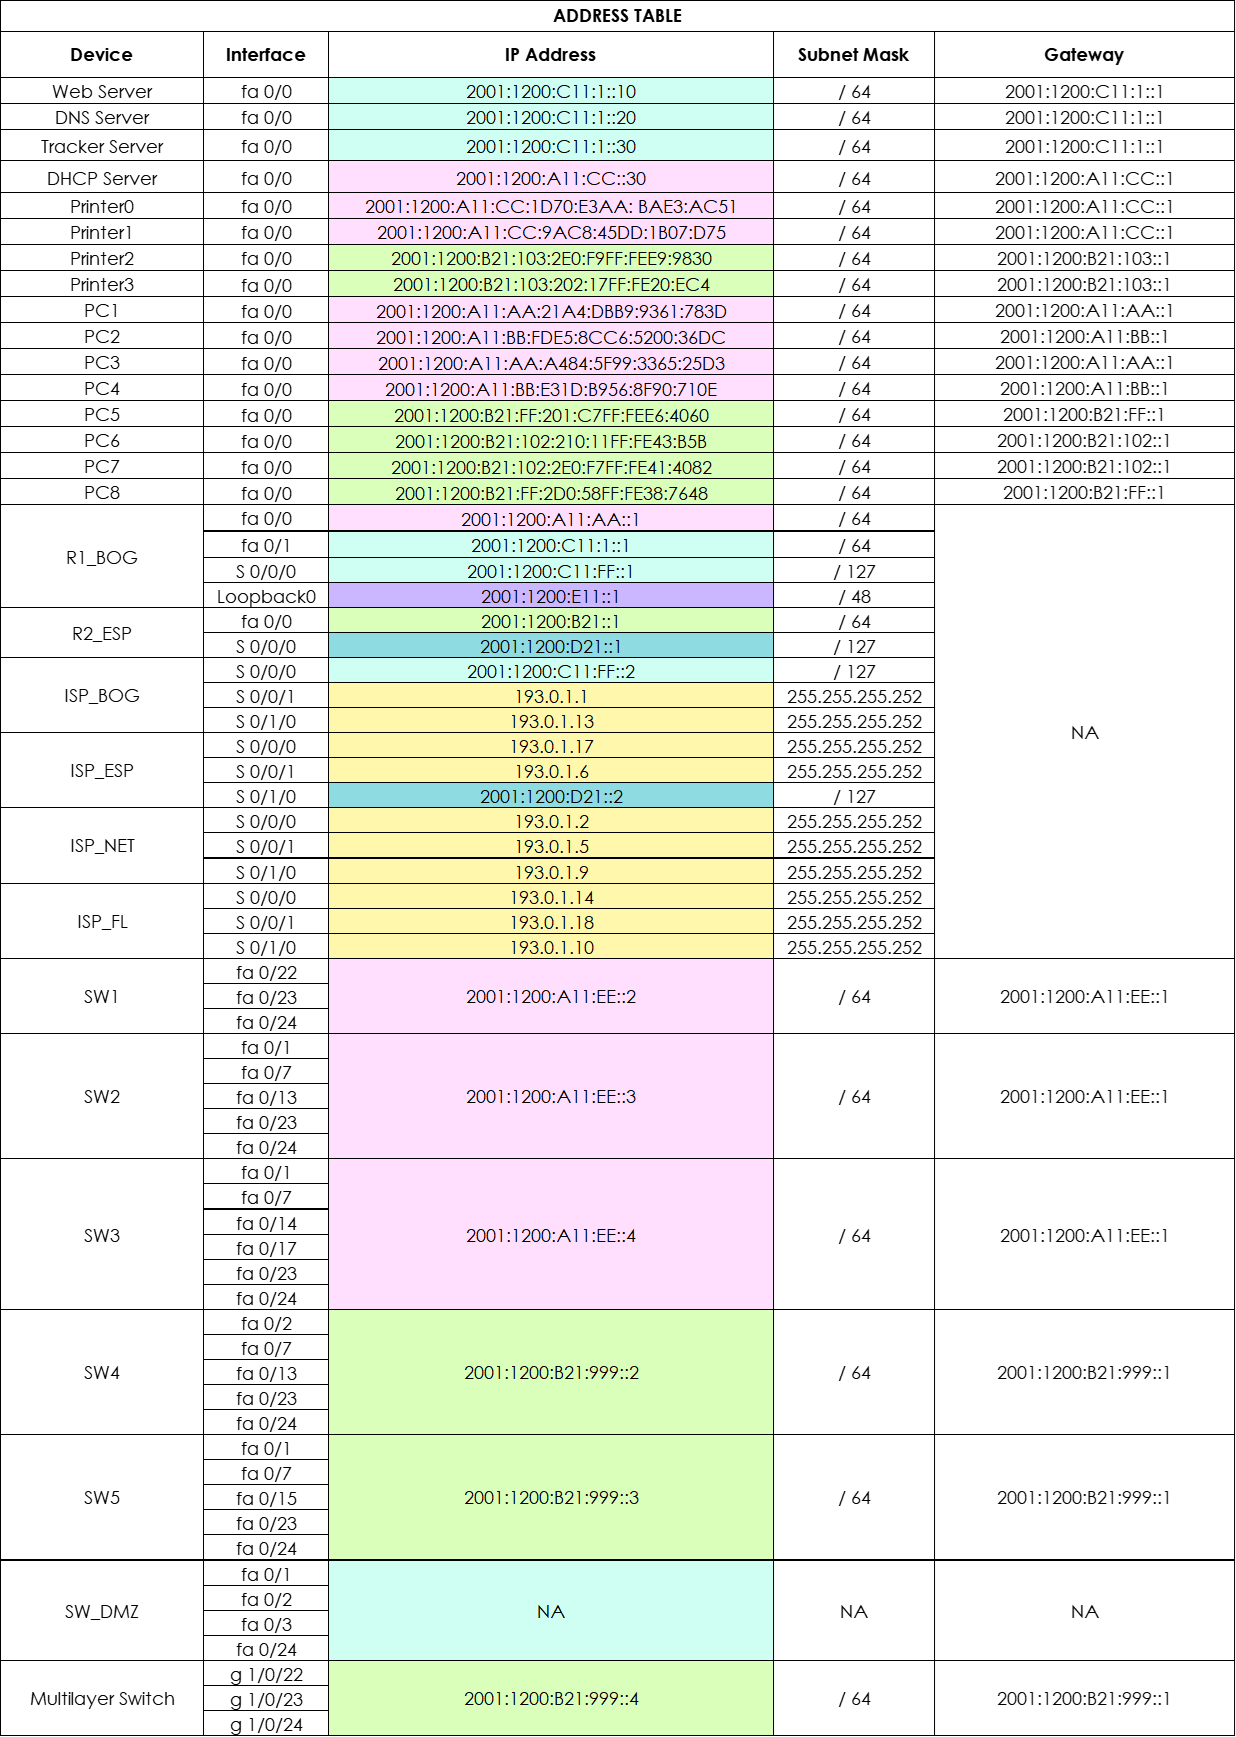 ADDRESS TABLE
Device Interface IP Address Subnet Mask Gateway
Web Server fa 0/0 2001:1200:C11:1::10 / 64 2001:1200:C11:1::1
DNS Server fa 0/0 2001:1200:C11:1::20 / 64 2001:1200:C11:1::1
Tracker Server fa 0/0 2001:1200:C11:1::30 / 64 2001:1200:C11:1::1
DHCP Server fa 0/0 2001:1200:A11:CC::30 / 64 2001:1200:A11:CC::1
Printer0 fa 0/0 2001:1200:A11:CC:1D70:E3AA: BAE3:AC51 / 64 2001:1200:A11:CC::1
Printer1 fa 0/0 2001:1200:A11:CC:9AC8:45DD:1B07:D75 / 64 2001:1200:A11:CC::1
Printer2 fa 0/0 2001:1200:B21:103:2E0:F9FF:FEE9:9830 / 64 2001:1200:B21:103::1
Printer3 fa 0/0 2001:1200:B21:103:202:17FF:FE20:EC4 / 64 2001:1200:B21:103::1
PC1 fa 0/0 2001:1200:A11:AA:21A4:DBB9:9361:783D / 64 2001:1200:A11:AA::1
PC2 fa 0/0 2001:1200:A11:BB:FDE5:8CC6:5200:36DC / 64 2001:1200:A11:BB::1
PC3 fa 0/0 2001:1200:A11:AA:A484:5F99:3365:25D3 / 64 2001:1200:A11:AA::1
PC4 fa 0/0 2001:1200:A11:BB:E31D:B956:8F90:710E / 64 2001:1200:A11:BB::1
PC5 fa 0/0 2001:1200:B21:FF:201:C7FF:FEE6:4060 / 64 2001:1200:B21:FF::1
PC6 fa 0/0 2001:1200:B21:102:210:11FF:FE43:B5B / 64 2001:1200:B21:102::1
PC7 fa 0/0 2001:1200:B21:102:2E0:F7FF:FE41:4082 / 64 2001:1200:B21:102::1
PC8 fa 0/0 2001:1200:B21:FF:2D0:58FF:FE38:7648 / 64 2001:1200:B21:FF::1
R1_BOG fa 0/0 2001:1200:A11:AA::1 / 64 NA
fa 0/1 2001:1200:C11:1::1 / 64
S 0/0/0 2001:1200:C11:FF::1 / 127
Loopback0 2001:1200:E11::1 / 48
R2_ESP fa 0/0 2001:1200:B21::1 / 64
S 0/0/0 2001:1200:D21::1 / 127
ISP_BOG S 0/0/0 2001:1200:C11:FF::2 / 127
S 0/0/1 193.0.1.1 255.255.255.252
S 0/1/0 193.0.1.13 255.255.255.252
ISP_ESP S 0/0/0 193.0.1.17 255.255.255.252
S 0/0/1 193.0.1.6 255.255.255.252
S 0/1/0 2001:1200:D21::2 / 127
ISP_NET S 0/0/0 193.0.1.2 255.255.255.252
S 0/0/1 193.0.1.5 255.255.255.252
S 0/1/0 193.0.1.9 255.255.255.252
ISP_FL S 0/0/0 193.0.1.14 255.255.255.252
S 0/0/1 193.0.1.18 255.255.255.252
S 0/1/0 193.0.1.10 255.255.255.252
SW1 fa 0/22 2001:1200:A11:EE::2 / 64 2001:1200:A11:EE::1
fa 0/23
fa 0/24
SW2 fa 0/1 2001:1200:A11:EE::3 / 64 2001:1200:A11:EE::1
fa 0/7
fa 0/13
fa 0/23
fa 0/24
SW3 fa 0/1 2001:1200:A11:EE::4 / 64 2001:1200:A11:EE::1
fa 0/7
fa 0/14
fa 0/17
fa 0/23
fa 0/24
SW4 fa 0/2 2001:1200:B21:999::2 / 64 2001:1200:B21:999::1
fa 0/7
fa 0/13
fa 0/23
fa 0/24
SW5 fa 0/1 2001:1200:B21:999::3 / 64 2001:1200:B21:999::1
fa 0/7
fa 0/15
fa 0/23
fa 0/24
SW_DMZ fa 0/1 NA NA NA
fa 0/2
fa 0/3
fa 0/24
Multilayer Switch g 1/0/22 2001:1200:B21:999::4 / 64 2001:1200:B21:999::1
g 1/0/23
g 1/0/24